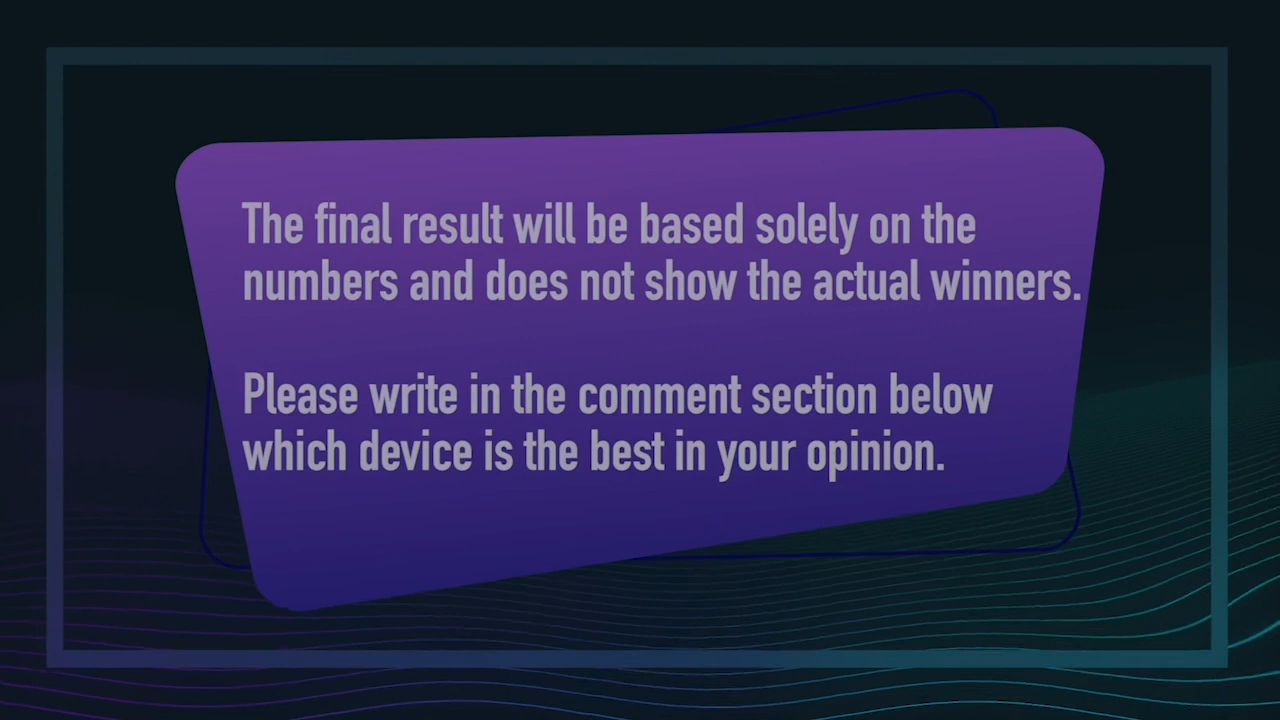 The final result will be based solely on the
numbers and does not show the actual winners.
Please write in the comment section below
which device is the best in your opinion.